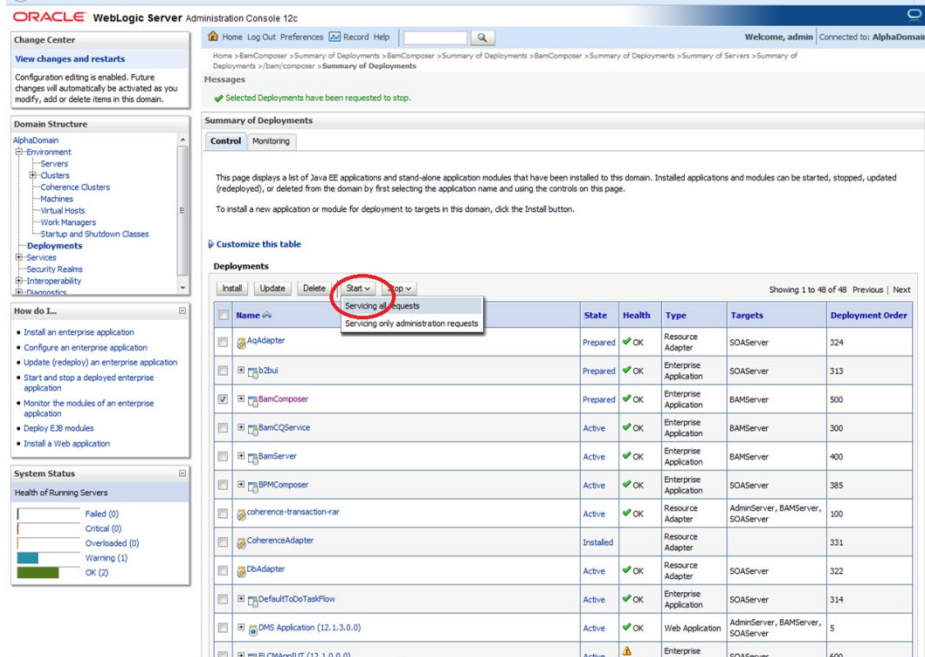 ORACLE WebLogic Server Administration Console 12c
Change Center
View changes and restarts
Configuration editing is enabled. Future
changes will automatically be activated as you
modify, add or delete items in this domain.
Domain Structure
AlphaDomain
Environment
Servers
Clusters
Coherence Clusters
Machines
Virtual Hosts
Work Managers
Startup and Shutdown Classes
Deployments
Services
Security Realms
Interoperability
Diagnostics
How do I...
Install an enterprise application
Configure an enterprise application
Update (redeploy) an enterprise application
Start and stop a deployed enterprise
application
Monitor the modules of an enterprise
application
Deploy EJB modules
Install a Web application
System Status
Health of Running Servers
Failed (0)
Critical (0)
Overloaded (0)
Warning (1)
OK (2)
Home Log Out Preferences Record Help
Welcome, admin Connected to: AlphaDomain
Home >BamComposer >Summary of Deployments >BamComposer >Summary of Deployments >BamComposer >Summary of Deployments >Summary of Servers >Summary of
Deployments >/bam/composer >Summary of Deployments
Messages
Selected Deployments have been requested to stop.
Summary of Deployments
Control Monitoring
This page displays a list of Java EE applications and stand-alone application modules that have been installed to this domain. Installed applications and modules can be started, stopped, updated
(redeployed), or deleted from the domain by first selecting the application name and using the controls on this page.
To install a new application or module for deployment to targets in this domain, click the Install button.
Customize this table
Deployments
Install Update Delete Start Stop Showing 1 to 48 of 48 Previous | Next
Servicing all requests
Servicing only administration requests
Name State Health Type Targets Deployment Order
AqAdapter Prepared OK Resource Adapter SOAServer 324
b2bui Prepared OK Enterprise Application SOAServer 313
BamComposer Prepared OK Enterprise Application BAMServer 500
BamCQService Active OK Enterprise Application BAMServer 300
BamServer Active OK Enterprise Application BAMServer 400
BPMComposer Active OK Enterprise Application SOAServer 385
coherence-transaction-rar Active OK Resource Adapter AdminServer, BAMServer, SOAServer 100
CoherenceAdapter Installed Resource Adapter 331
DbAdapter Active OK Resource Adapter SOAServer 322
DefaultToDoTaskFlow Active OK Enterprise Application SOAServer 314
DMS Application (12.1.3.0.0) Active OK Web Application AdminServer, BAMServer, SOAServer 5
Active Enterprise SOAServer 600